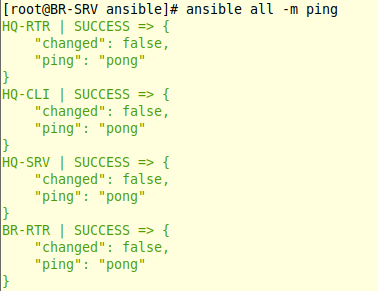 [root@BR-SRV ansible]# ansible all -m ping
HQ-RTR | SUCCESS => {
    "changed": false,
    "ping": "pong"
}
HQ-CLI | SUCCESS => {
    "changed": false,
    "ping": "pong"
}
HQ-SRV | SUCCESS => {
    "changed": false,
    "ping": "pong"
}
BR-RTR | SUCCESS => {
    "changed": false,
    "ping": "pong"
}